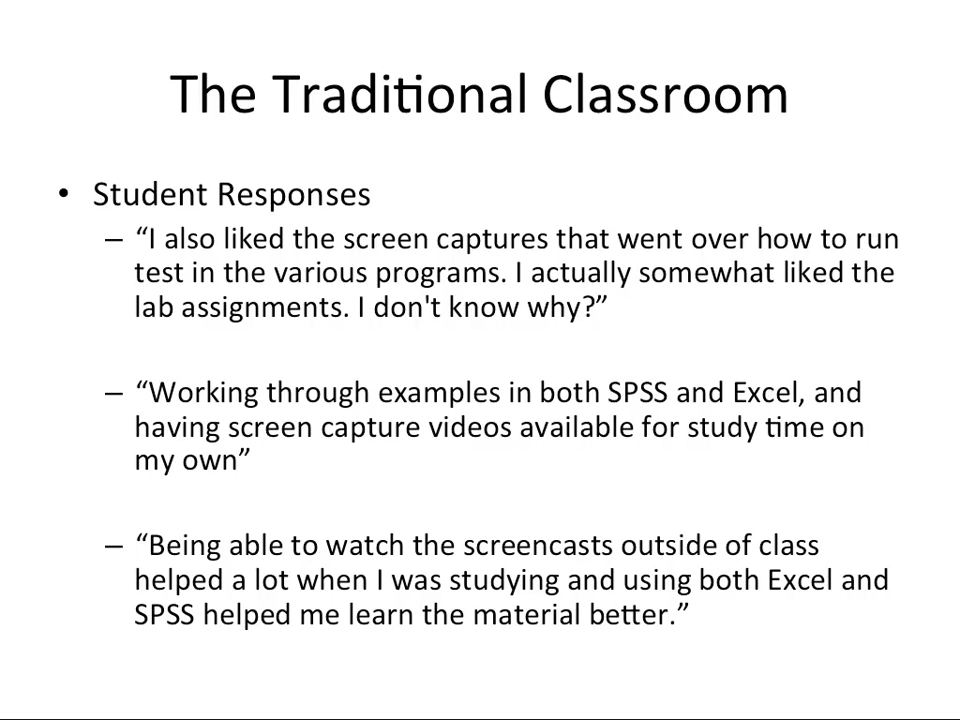 The Traditional Classroom
• Student Responses
– “I also liked the screen captures that went over how to run
test in the various programs. I actually somewhat liked the
lab assignments. I don't know why?”
– “Working through examples in both SPSS and Excel, and
having screen capture videos available for study time on
my own”
– “Being able to watch the screencasts outside of class
helped a lot when I was studying and using both Excel and
SPSS helped me learn the material better.”